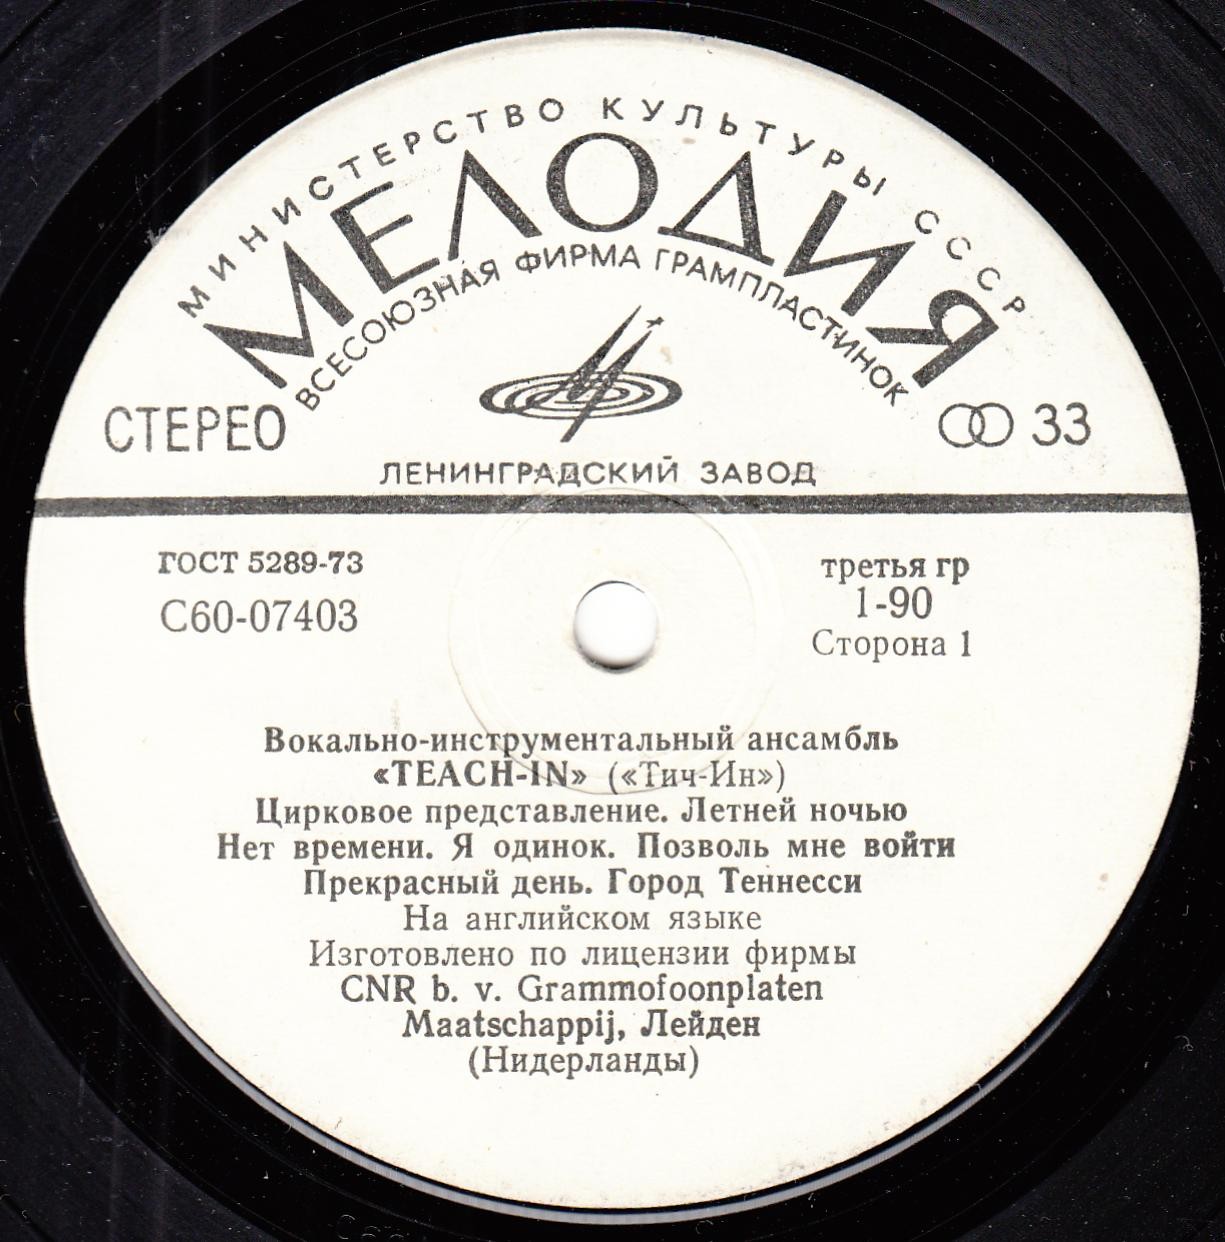 МИНИСТЕРСТВО КУЛЬТУРЫ СССР
МЕЛОДИЯ
ВСЕСОЮЗНАЯ ФИРМА ГРАМПЛАСТИНОК
СТЕРЕО
33
ЛЕНИНГРАДСКИЙ ЗАВОД
ГОСТ 5289-73
С60-07403
третья гр
1-90
Сторона 1
Вокально-инструментальный ансамбль
«TEACH-IN» («Тич-Ин»)
Цирковое представление. Летней ночью
Нет времени. Я одинок. Позволь мне войти
Прекрасный день. Город Теннесси
На английском языке
Изготовлено по лицензии фирмы
CNR b. v. Grammofoonplaten
Maatschappij, Лейден
(Нидерланды)